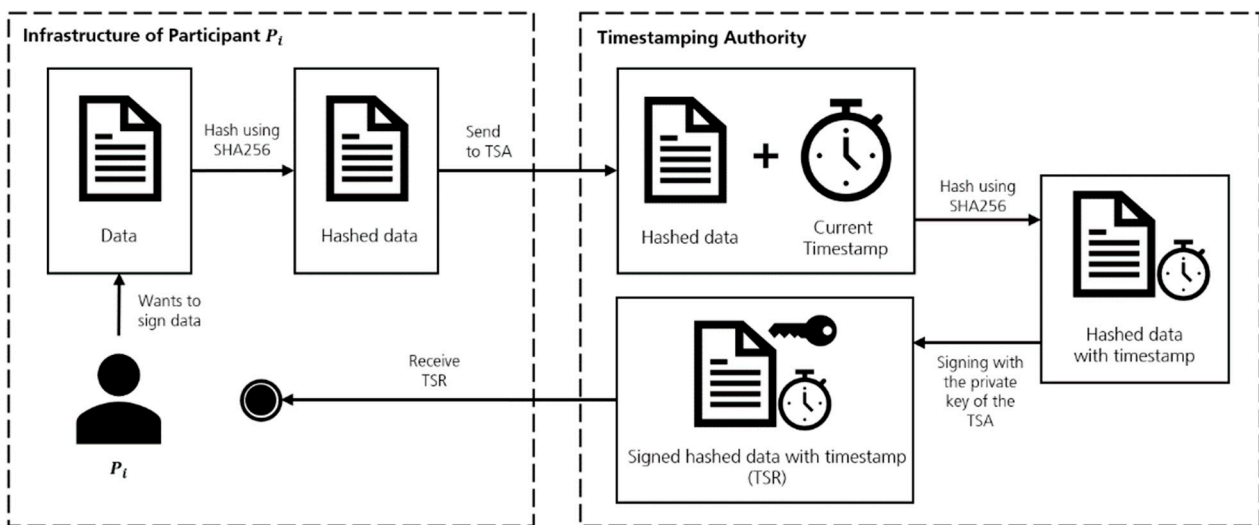 Infrastructure of Participant Pᵢ
Timestamping Authority
Data
Hash using
SHA256
Hashed data
Send
to TSA
Hashed data
+
Current
Timestamp
Hash using
SHA256
Hashed data
with timestamp
Signing with
the private
key of the
TSA
Signed hashed data with timestamp
(TSR)
Receive
TSR
Wants to
sign data
Pᵢ